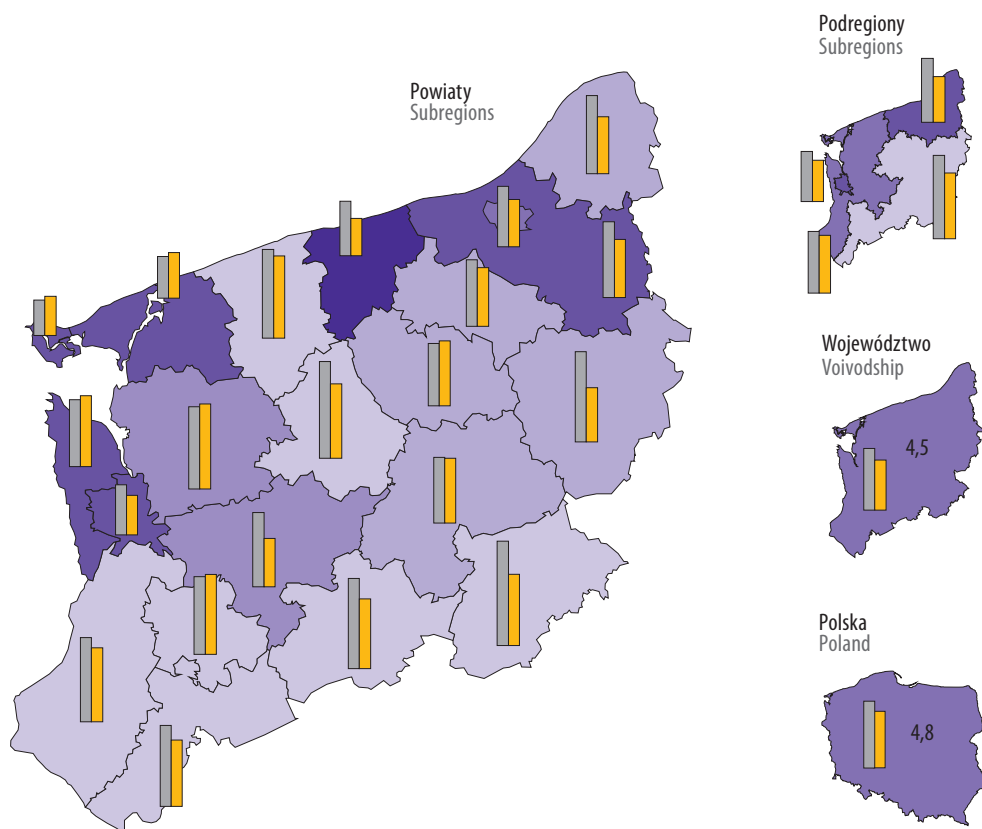 Powiaty
Subregions
Podregiony
Subregions
Województwo
Voivodship
4,5
Polska
Poland
4,8